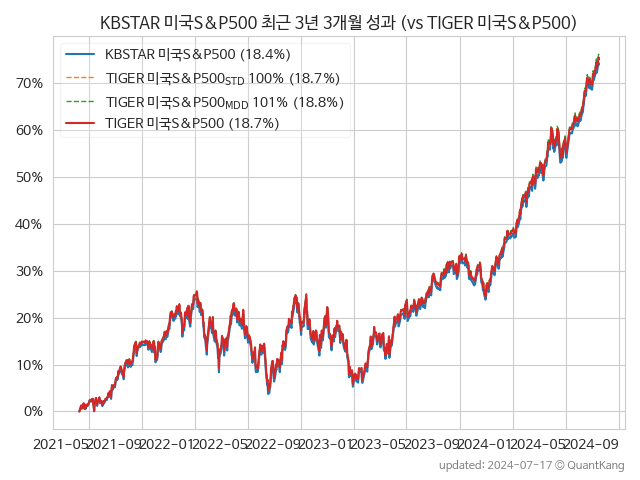 KBSTAR 미국S&P500 최근 3년 3개월 성과 (vs TIGER 미국S&P500)
KBSTAR 미국S&P500 (18.4%)
TIGER 미국S&P500STD 100% (18.7%)
TIGER 미국S&P500MDD 101% (18.8%)
TIGER 미국S&P500 (18.7%)
70%
60%
50%
40%
30%
20%
10%
0%
2021-05 2021-09 2022-01 2022-05 2022-09 2023-01 2023-05 2023-09 2024-01 2024-05 2024-09
updated: 2024-07-17 © QuantKang